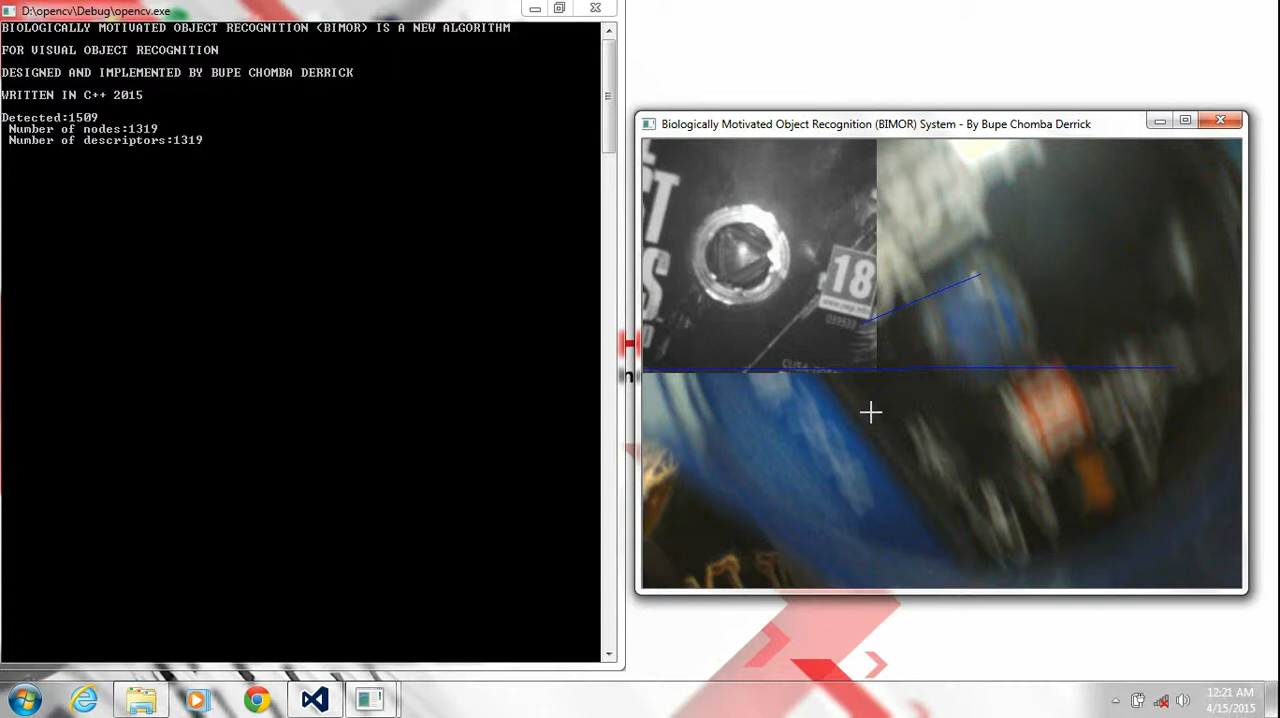 D:\opencv\Debug\opencv.exe
BIOLOGICALLY MOTIVATED OBJECT RECOGNITION (BIMOR) IS A NEW ALGORITHM
FOR VISUAL OBJECT RECOGNITION
DESIGNED AND IMPLEMENTED BY BUPE CHOMBA DERRICK
WRITTEN IN C++ 2015
Detected:1509
Number of nodes:1319
Number of descriptors:1319
Biologically Motivated Object Recognition (BIMOR) System - By Bupe Chomba Derrick
18
12:21 AM
4/15/2015